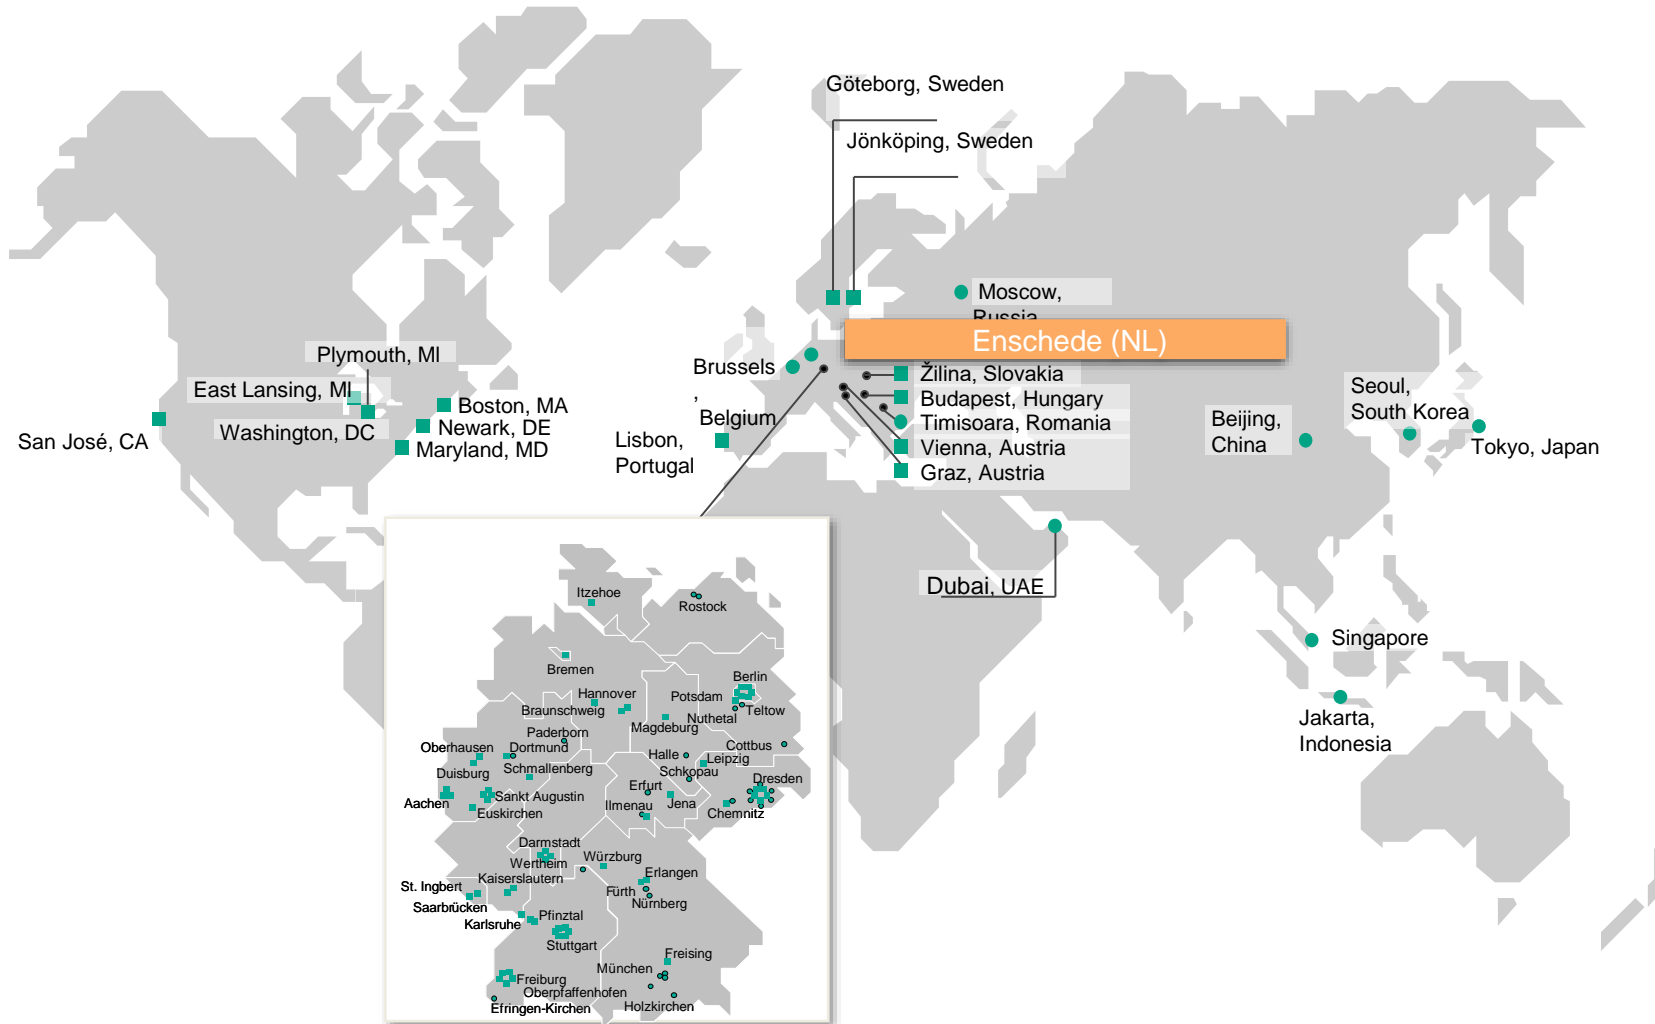 Göteborg, Sweden
Jönköping, Sweden
Moscow,
Russia
Enschede (NL)
Plymouth, MI
East Lansing, MI
Boston, MA
Newark, DE
Washington, DC
Maryland, MD
San José, CA
Brussels
,
Belgium
Lisbon,
Portugal
Žilina, Slovakia
Budapest, Hungary
Timisoara, Romania
Vienna, Austria
Graz, Austria
Beijing,
China
Seoul,
South Korea
Tokyo, Japan
Dubai, UAE
Singapore
Jakarta,
Indonesia
Itzehoe
Rostock
Bremen
Berlin
Hannover
Potsdam
Braunschweig
Nuthetal
Teltow
Magdeburg
Paderborn
Cottbus
Oberhausen
Dortmund
Halle
Leipzig
Duisburg
Schmallenberg
Schkopau
Dresden
Erfurt
Aachen
Sankt Augustin
Ilmenau
Jena
Chemnitz
Euskirchen
Darmstadt
Wertheim
Würzburg
Erlangen
Kaiserslautern
St. Ingbert
Fürth
Nürnberg
Saarbrücken
Karlsruhe
Pfinztal
Stuttgart
Freising
München
Freiburg
Oberpfaffenhofen
Efringen-Kirchen
Holzkirchen